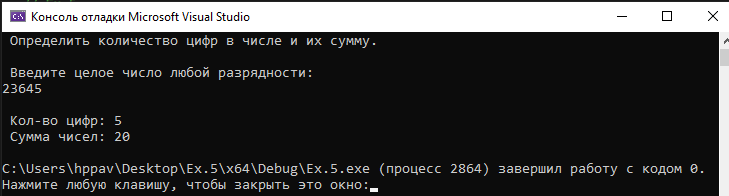 Консоль отладки Microsoft Visual Studio
Определить количество цифр в числе и их сумму.
Введите целое число любой разрядности:
23645
Кол-во цифр: 5
Сумма чисел: 20
C:\Users\hppav\Desktop\Ex.5\x64\Debug\Ex.5.exe (процесс 2864) завершил работу с кодом 0.
Нажмите любую клавишу, чтобы закрыть это окно: